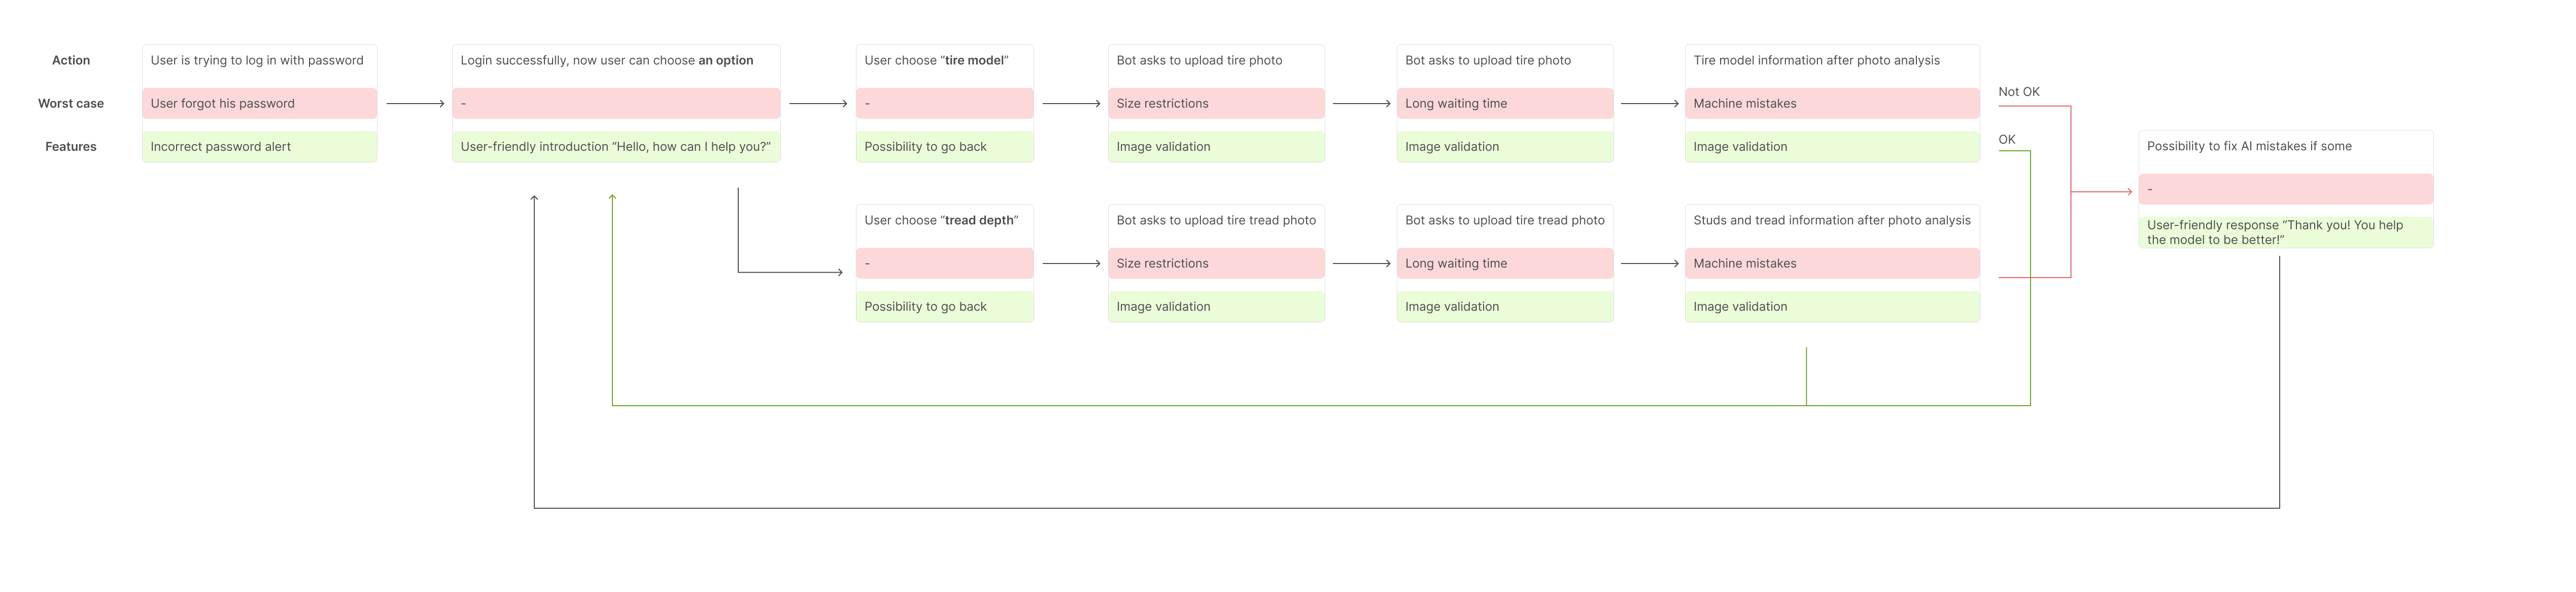 Action
Worst case
Features
User is trying to log in with password
User forgot his password
Incorrect password alert
Login successfully, now user can choose an option
-
User-friendly introduction “Hello, how can I help you?”
User choose “tire model”
-
Possibility to go back
Bot asks to upload tire photo
Size restrictions
Image validation
Bot asks to upload tire photo
Long waiting time
Image validation
Tire model information after photo analysis
Machine mistakes
Image validation
Not OK
OK
User choose “tread depth”
-
Possibility to go back
Bot asks to upload tire tread photo
Size restrictions
Image validation
Bot asks to upload tire tread photo
Long waiting time
Image validation
Studs and tread information after photo analysis
Machine mistakes
Image validation
Possibility to fix AI mistakes if some
-
User-friendly response “Thank you! You help
the model to be better!”